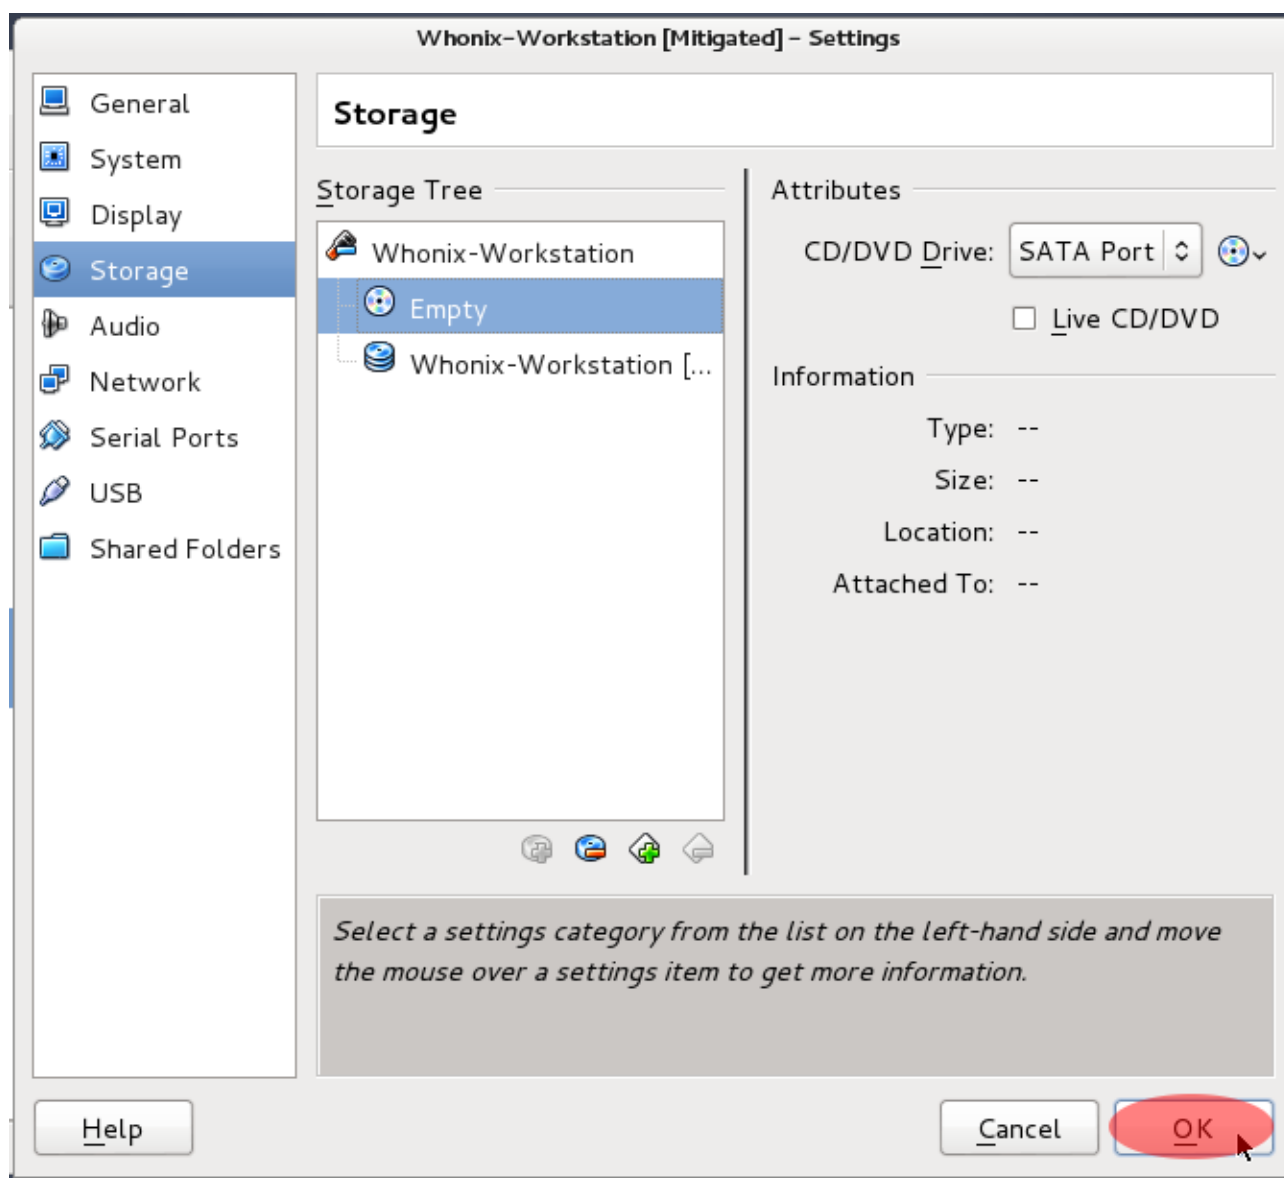 Whonix-Workstation [Mitigated] – Settings
General
System
Display
Storage
Audio
Network
Serial Ports
USB
Shared Folders
Storage
Storage Tree
Whonix-Workstation
Empty
Whonix-Workstation [...
Attributes
CD/DVD Drive: SATA Port
Live CD/DVD
Information
Type: --
Size: --
Location: --
Attached To: --
Select a settings category from the list on the left-hand side and move
the mouse over a settings item to get more information.
Help
Cancel
OK